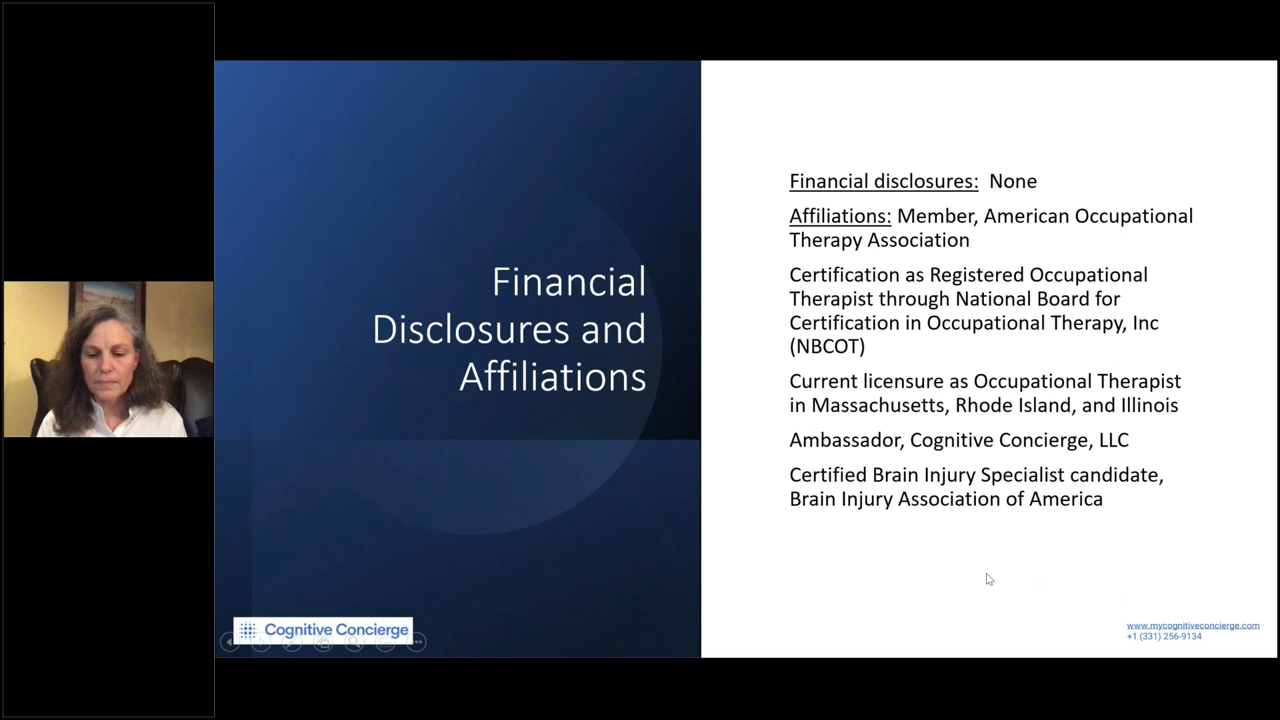 Financial
Disclosures and
Affiliations
Financial disclosures:  None
Affiliations: Member, American Occupational
Therapy Association
Certification as Registered Occupational
Therapist through National Board for
Certification in Occupational Therapy, Inc
(NBCOT)
Current licensure as Occupational Therapist
in Massachusetts, Rhode Island, and Illinois
Ambassador, Cognitive Concierge, LLC
Certified Brain Injury Specialist candidate,
Brain Injury Association of America
Cognitive Concierge
www.mycognitiveconcierge.com
+1 (331) 256-9134